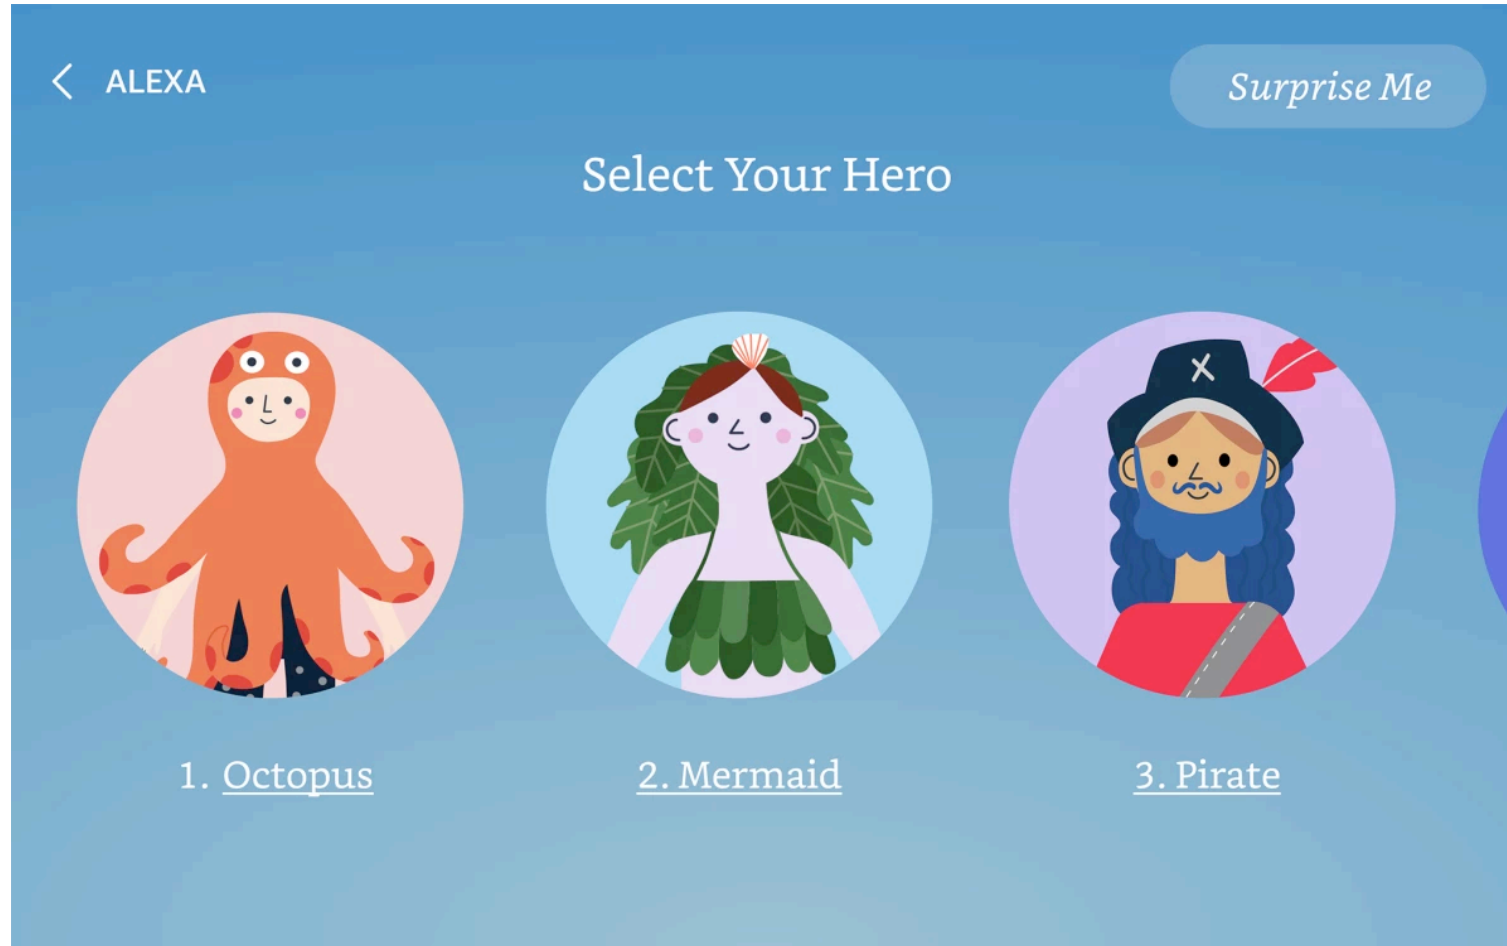 ALEXA
Surprise Me
Select Your Hero
1. Octopus
2. Mermaid
3. Pirate